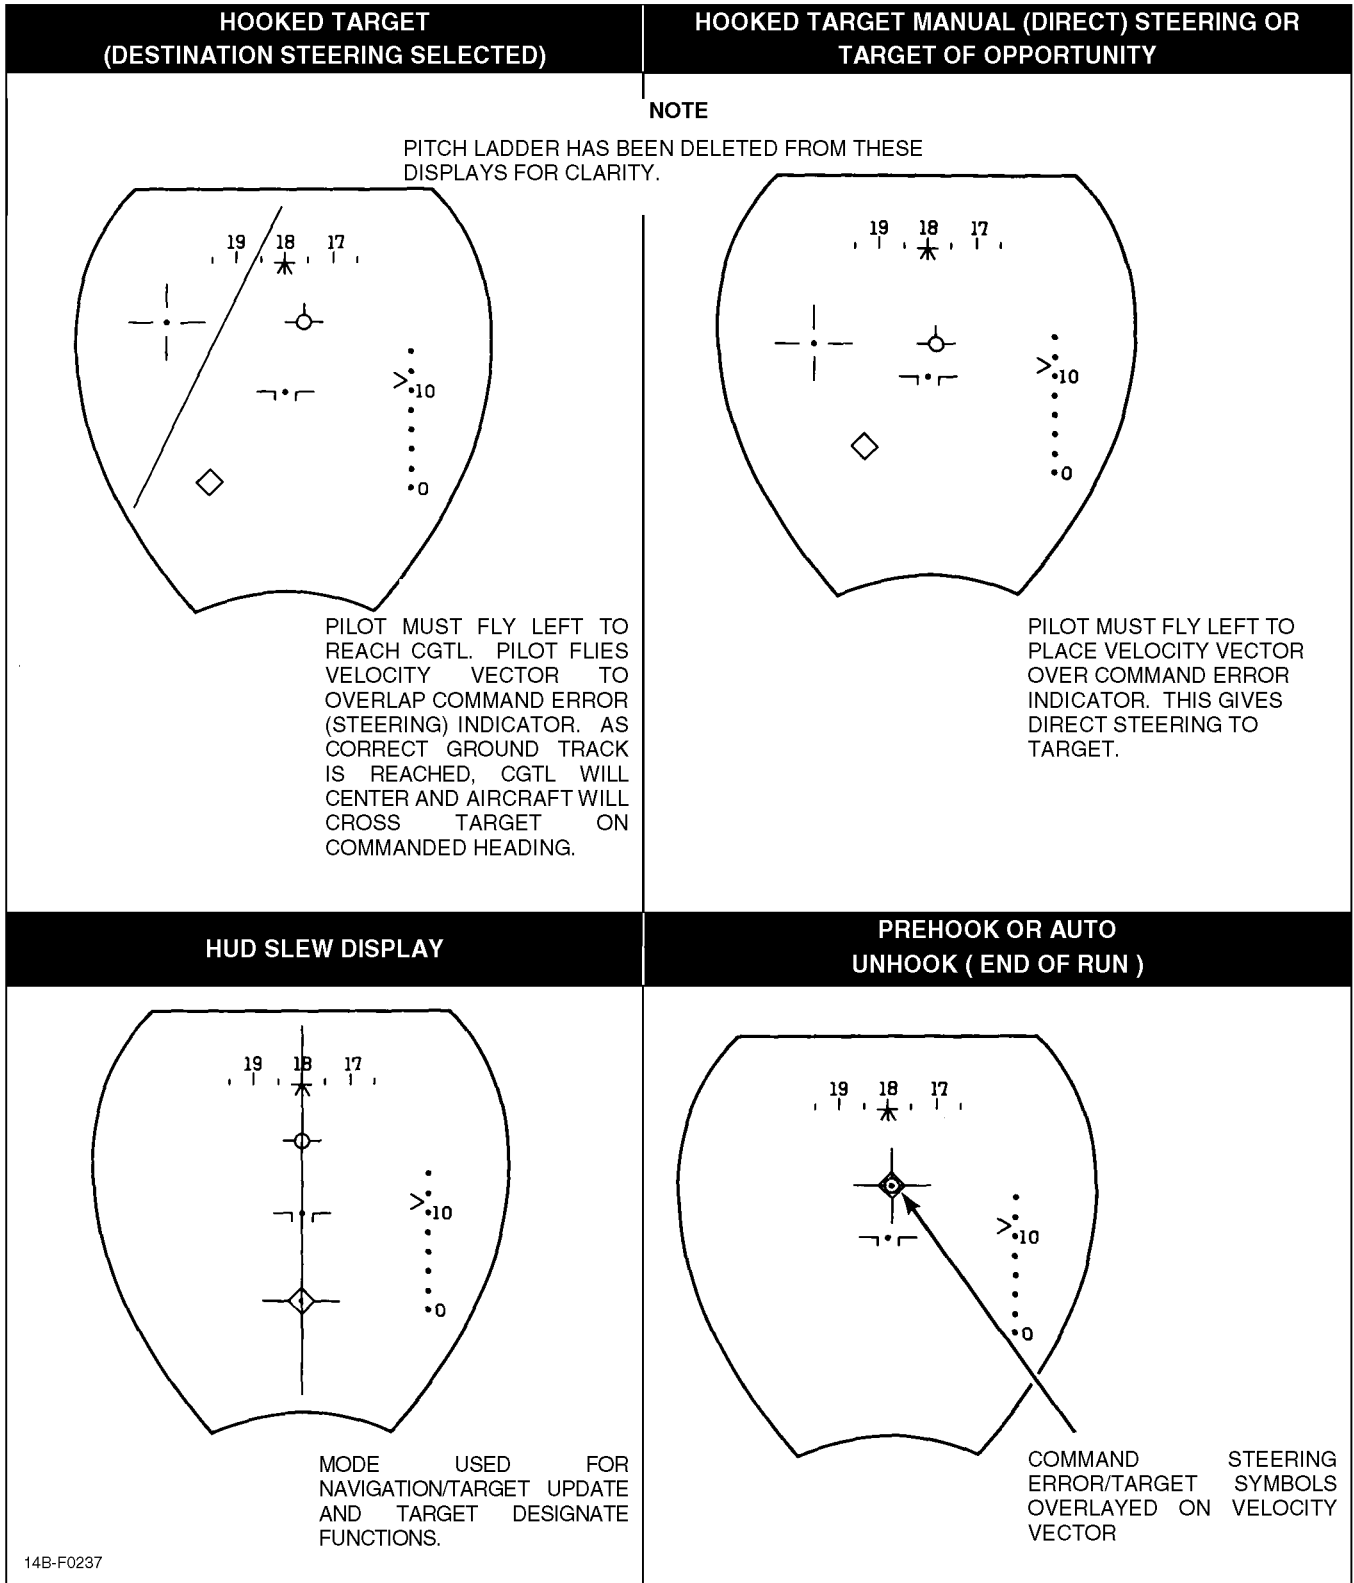 HOOKED TARGET
(DESTINATION STEERING SELECTED)
HOOKED TARGET MANUAL (DIRECT) STEERING OR
TARGET OF OPPORTUNITY
NOTE
PITCH LADDER HAS BEEN DELETED FROM THESE
DISPLAYS FOR CLARITY.
19 18 17
10
0
PILOT MUST FLY LEFT TO
REACH CGTL. PILOT FLIES
VELOCITY VECTOR TO
OVERLAP COMMAND ERROR
(STEERING) INDICATOR. AS
CORRECT GROUND TRACK
IS REACHED, CGTL WILL
CENTER AND AIRCRAFT WILL
CROSS TARGET ON
COMMANDED HEADING.
19 18 17
10
0
PILOT MUST FLY LEFT TO
PLACE VELOCITY VECTOR
OVER COMMAND ERROR
INDICATOR. THIS GIVES
DIRECT STEERING TO
TARGET.
HUD SLEW DISPLAY
19 18 17
10
0
MODE USED FOR
NAVIGATION/TARGET UPDATE
AND TARGET DESIGNATE
FUNCTIONS.
PREHOOK OR AUTO
UNHOOK ( END OF RUN )
19 18 17
10
0
COMMAND STEERING
ERROR/TARGET SYMBOLS
OVERLAYED ON VELOCITY
VECTOR
14B-F0237